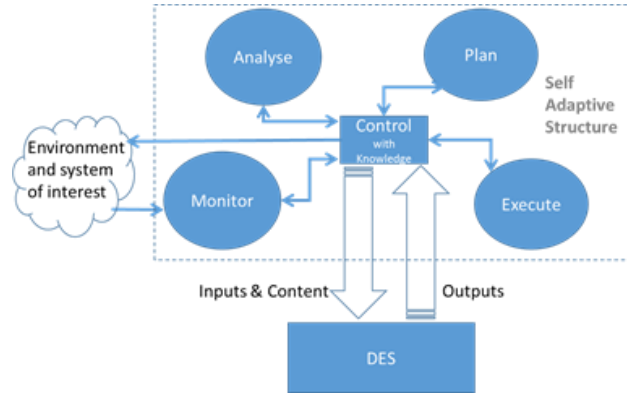 Analyse
Plan
Self
Adaptive
Structure
Control
with
Knowledge
Environment
and system
of interest
Monitor
Execute
Inputs & Content
Outputs
DES